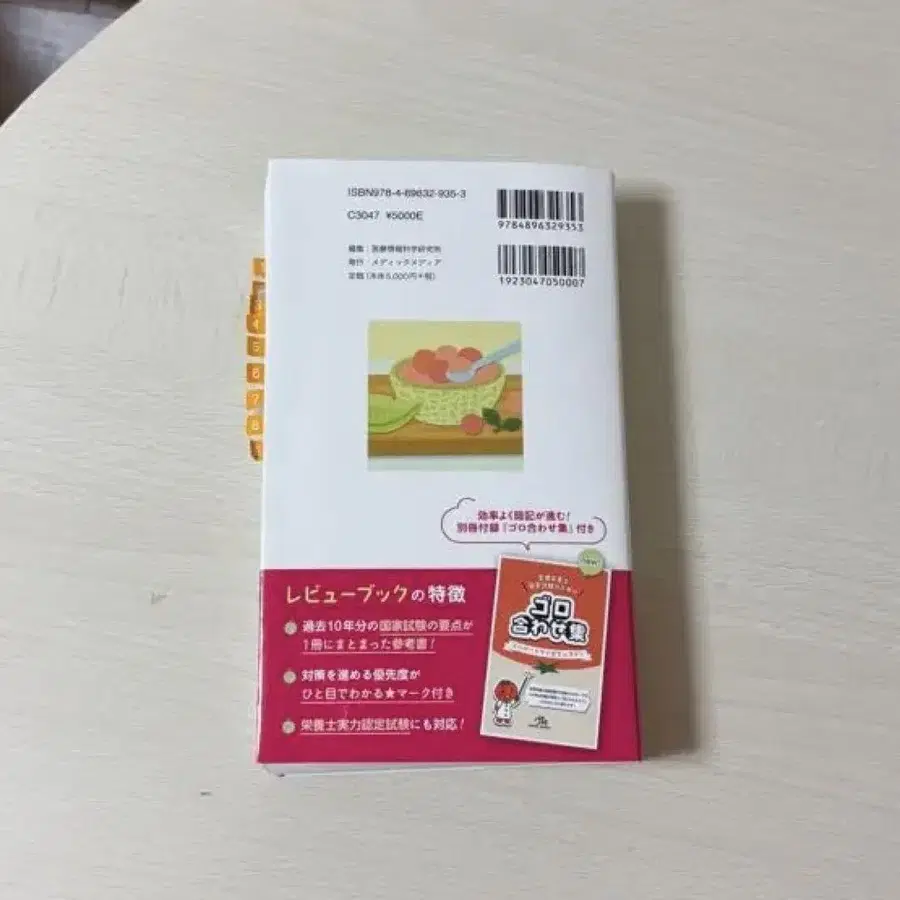 ISBN978-4-89632-935-3
C3047 ¥5000E
9784896329353
編集:医療情報科学研究所
発行:メディックメディア
定価(本体5,000円+税)
1923047050007
3
4
5
6
7
8
効率よく暗記が進む!
別冊付録「ゴロ合わせ集」付き
レビューブックの特徴
過去10年分の国家試験の要点が
1冊にまとまった参考書!
対策を進める優先度が
ひと目でわかる★マーク付き
栄養士実力認定試験にも対応!
New!
ゴロ
合わせ集